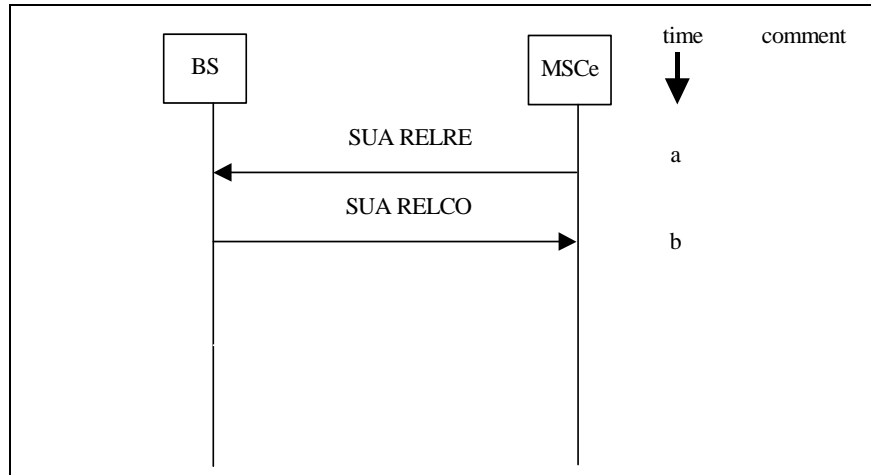 time comment
BS MSCe
SUA RELRE
a
SUA RELCO
b